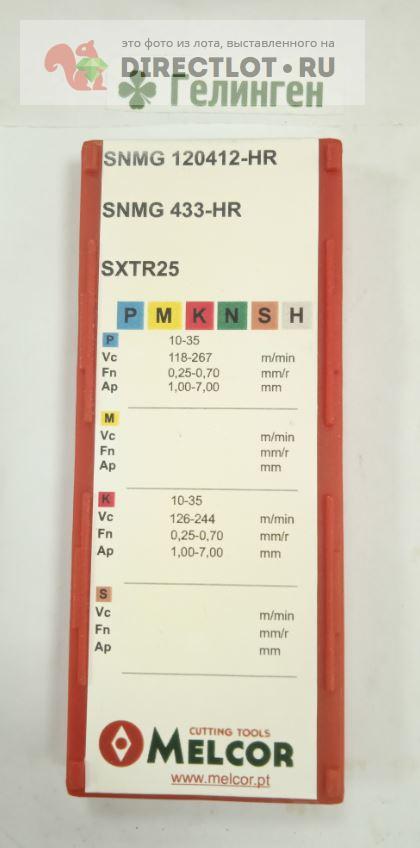 это фото из лота, выставленного на
DIRECTLOT.RU
Гелинген
SNMG 120412-HR
SNMG 433-HR
SXTR25
P M K N S H
P 10-35
Vc 118-267 m/min
Fn 0,25-0,70 mm/r
Ap 1,00-7,00 mm
M
Vc m/min
Fn mm/r
Ap mm
K 10-35
Vc 126-244 m/min
Fn 0,25-0,70 mm/r
Ap 1,00-7,00 mm
S
Vc m/min
Fn mm/r
Ap mm
CUTTING TOOLS
MELCOR
www.melcor.pt